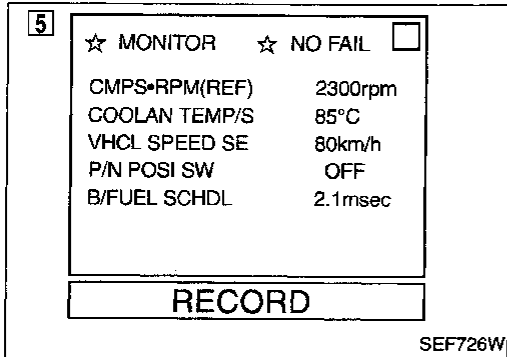 5
☆ MONITOR ☆ NO FAIL
CMPS•RPM(REF) 2300rpm
COOLAN TEMP/S 85°C
VHCL SPEED SE 80km/h
P/N POSI SW OFF
B/FUEL SCHDL 2.1msec
RECORD
SEF726W